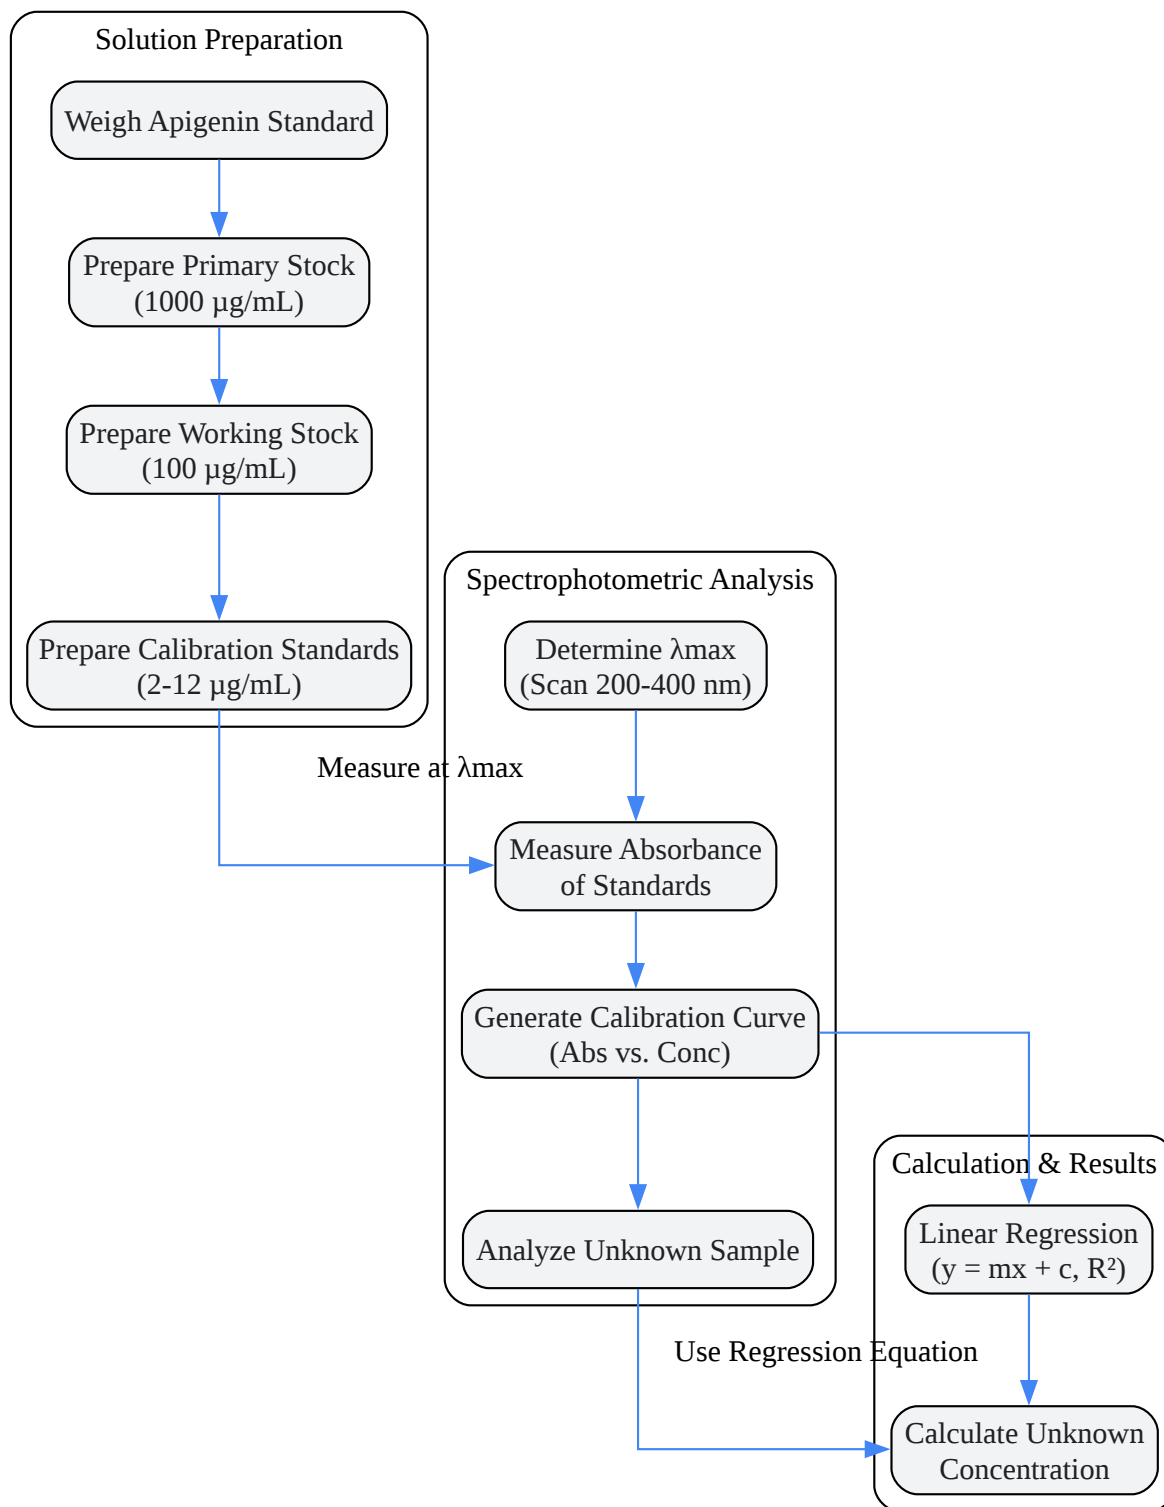 Solution Preparation
Weigh Apigenin Standard
Prepare Primary Stock
(1000 µg/mL)
Prepare Working Stock
(100 µg/mL)
Prepare Calibration Standards
(2-12 µg/mL)
Measure at λmax
Spectrophotometric Analysis
Determine λmax
(Scan 200-400 nm)
Measure Absorbance
of Standards
Generate Calibration Curve
(Abs vs. Conc)
Analyze Unknown Sample
Use Regression Equation
Calculation & Results
Linear Regression
(y = mx + c, R²)
Calculate Unknown
Concentration